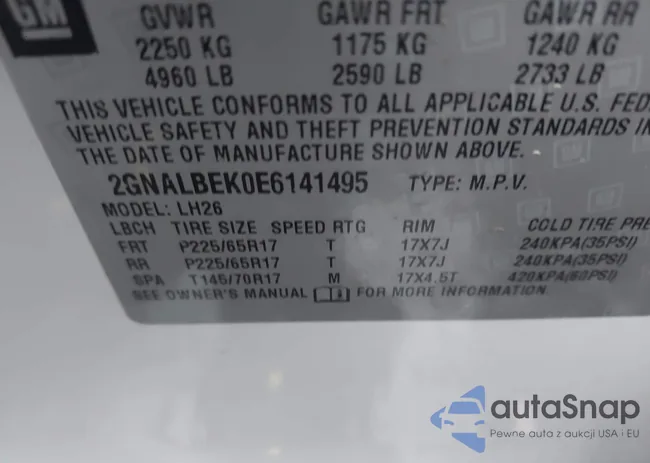 GM
GVWR GAWR FRT GAWR RR
2250 KG 1175 KG 1240 KG
4960 LB 2590 LB 2733 LB
THIS VEHICLE CONFORMS TO ALL APPLICABLE U.S. FED
VEHICLE SAFETY AND THEFT PREVENTION STANDARDS IN
THE DATE OF MANUFACTURE SHOWN ABOVE.
2GNALBEK0E6141495 TYPE: M.P.V.
MODEL: LH26
LBCH TIRE SIZE SPEED RTG RIM COLD TIRE PRE
FRT P225/65R17 T 17X7J 240KPA(35PSI)
RR P225/65R17 T 17X7J 240KPA(35PSI)
SPA T145/70R17 M 17X4.5T 420KPA(60PSI)
SEE OWNER'S MANUAL FOR MORE INFORMATION
autaSnap
Pewne auta z aukcji USA i EU